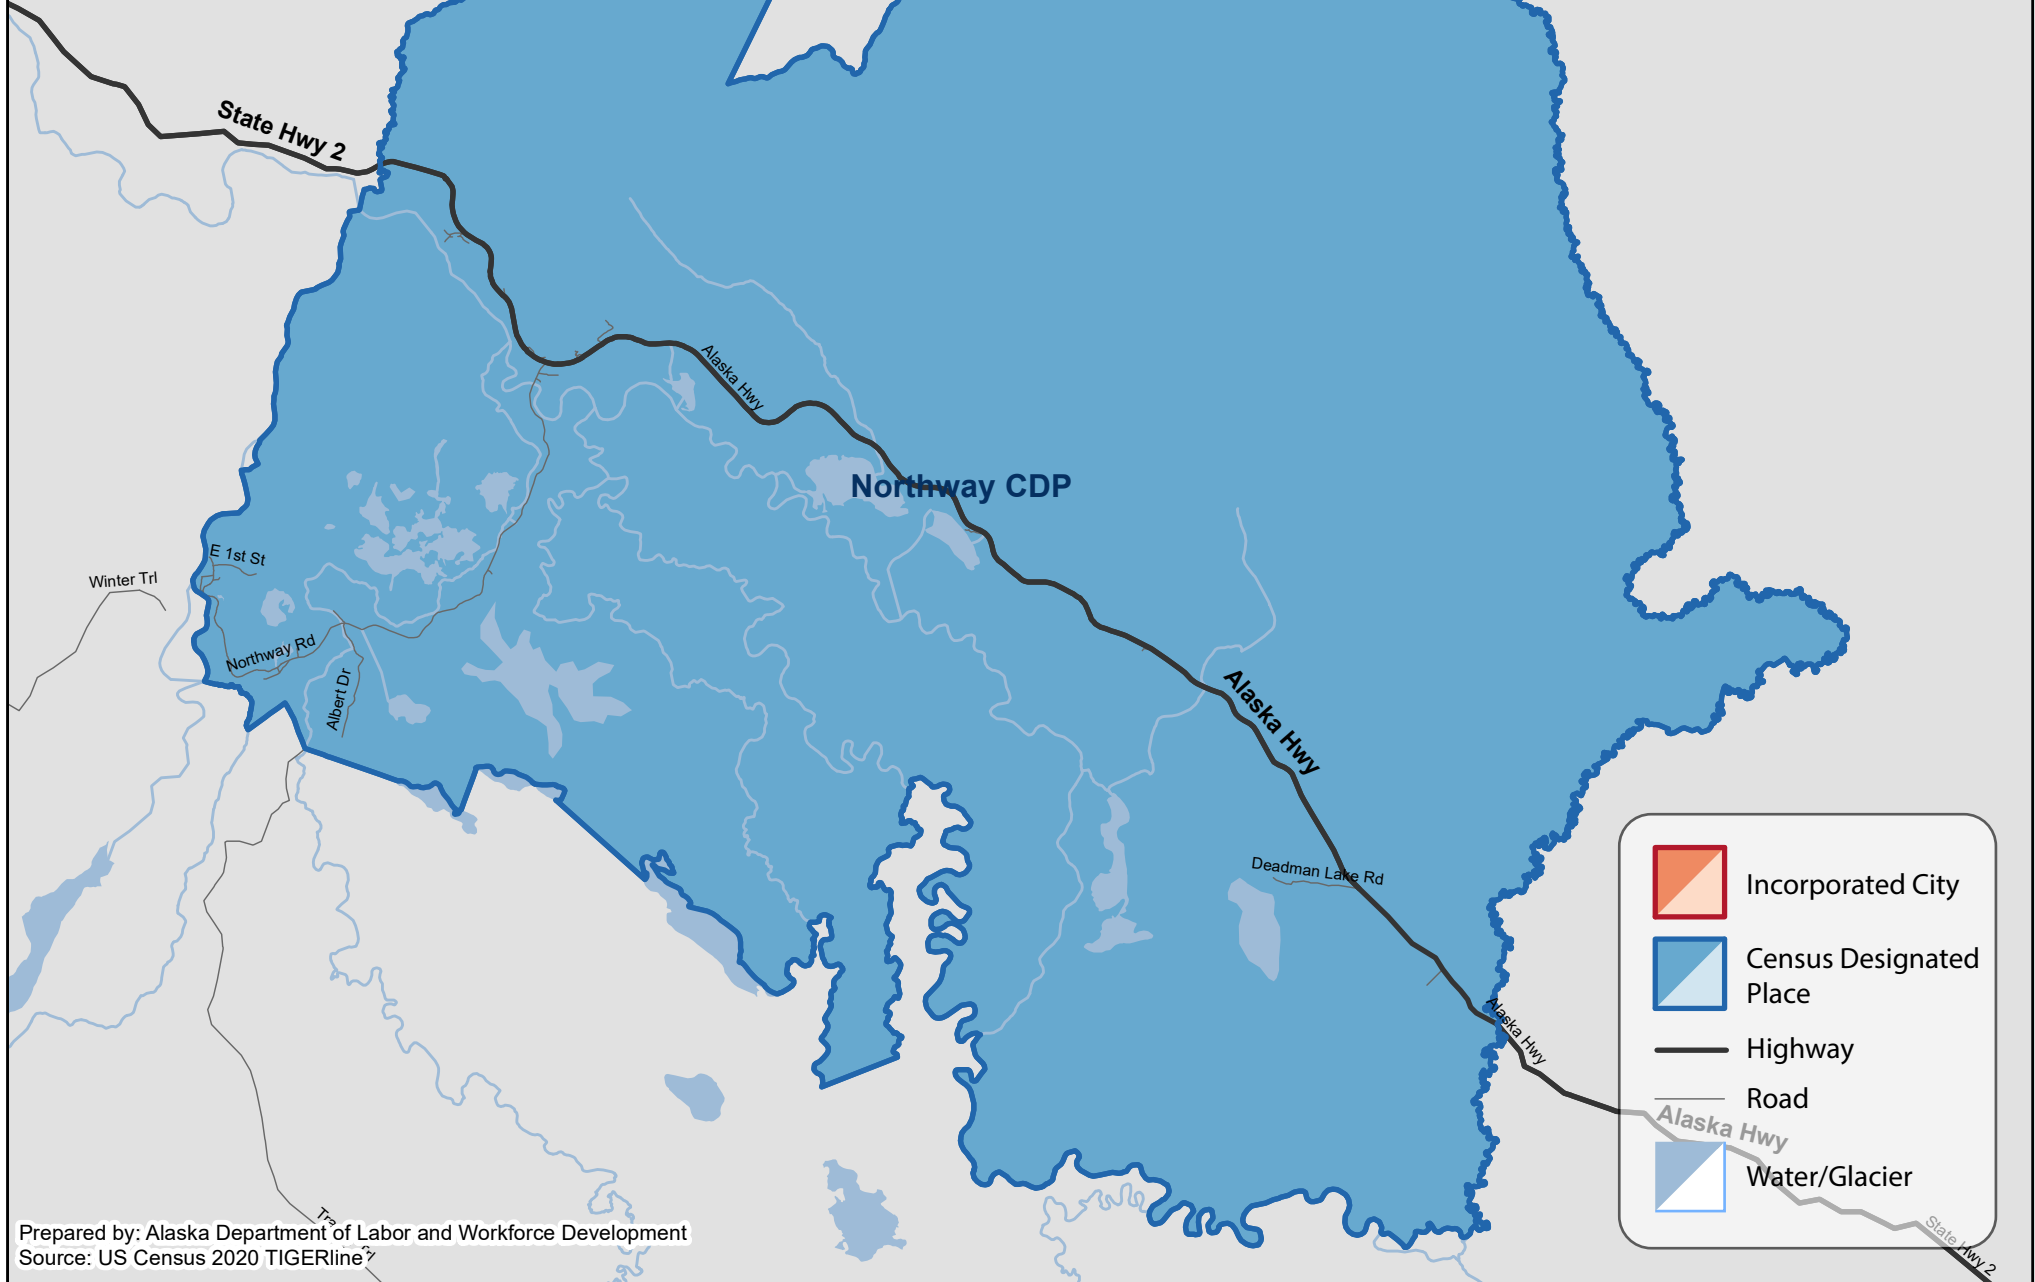 State Hwy 2
Alaska Hwy
Northway CDP
E 1st St
Winter Trl
Northway Rd
Albert Dr
Alaska Hwy
Deadman Lake Rd
Alaska Hwy
Incorporated City
Census Designated
Place
Highway
Road
Alaska Hwy
Water/Glacier
State Hwy 2
Prepared by: Alaska Department of Labor and Workforce Development
Source: US Census 2020 TIGERline